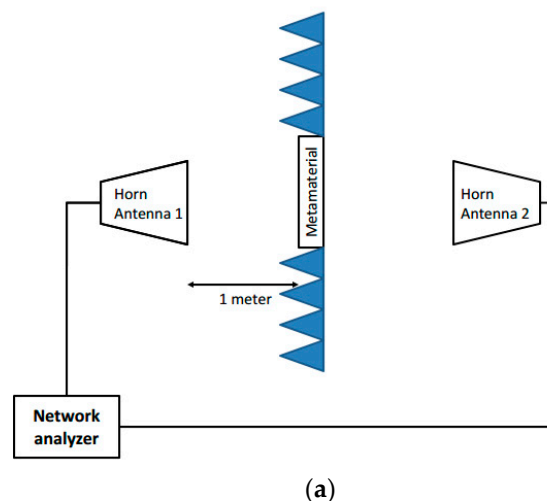 Horn
Antenna 1
Metamaterial
Horn
Antenna 2
1 meter
Network
analyzer
(a)